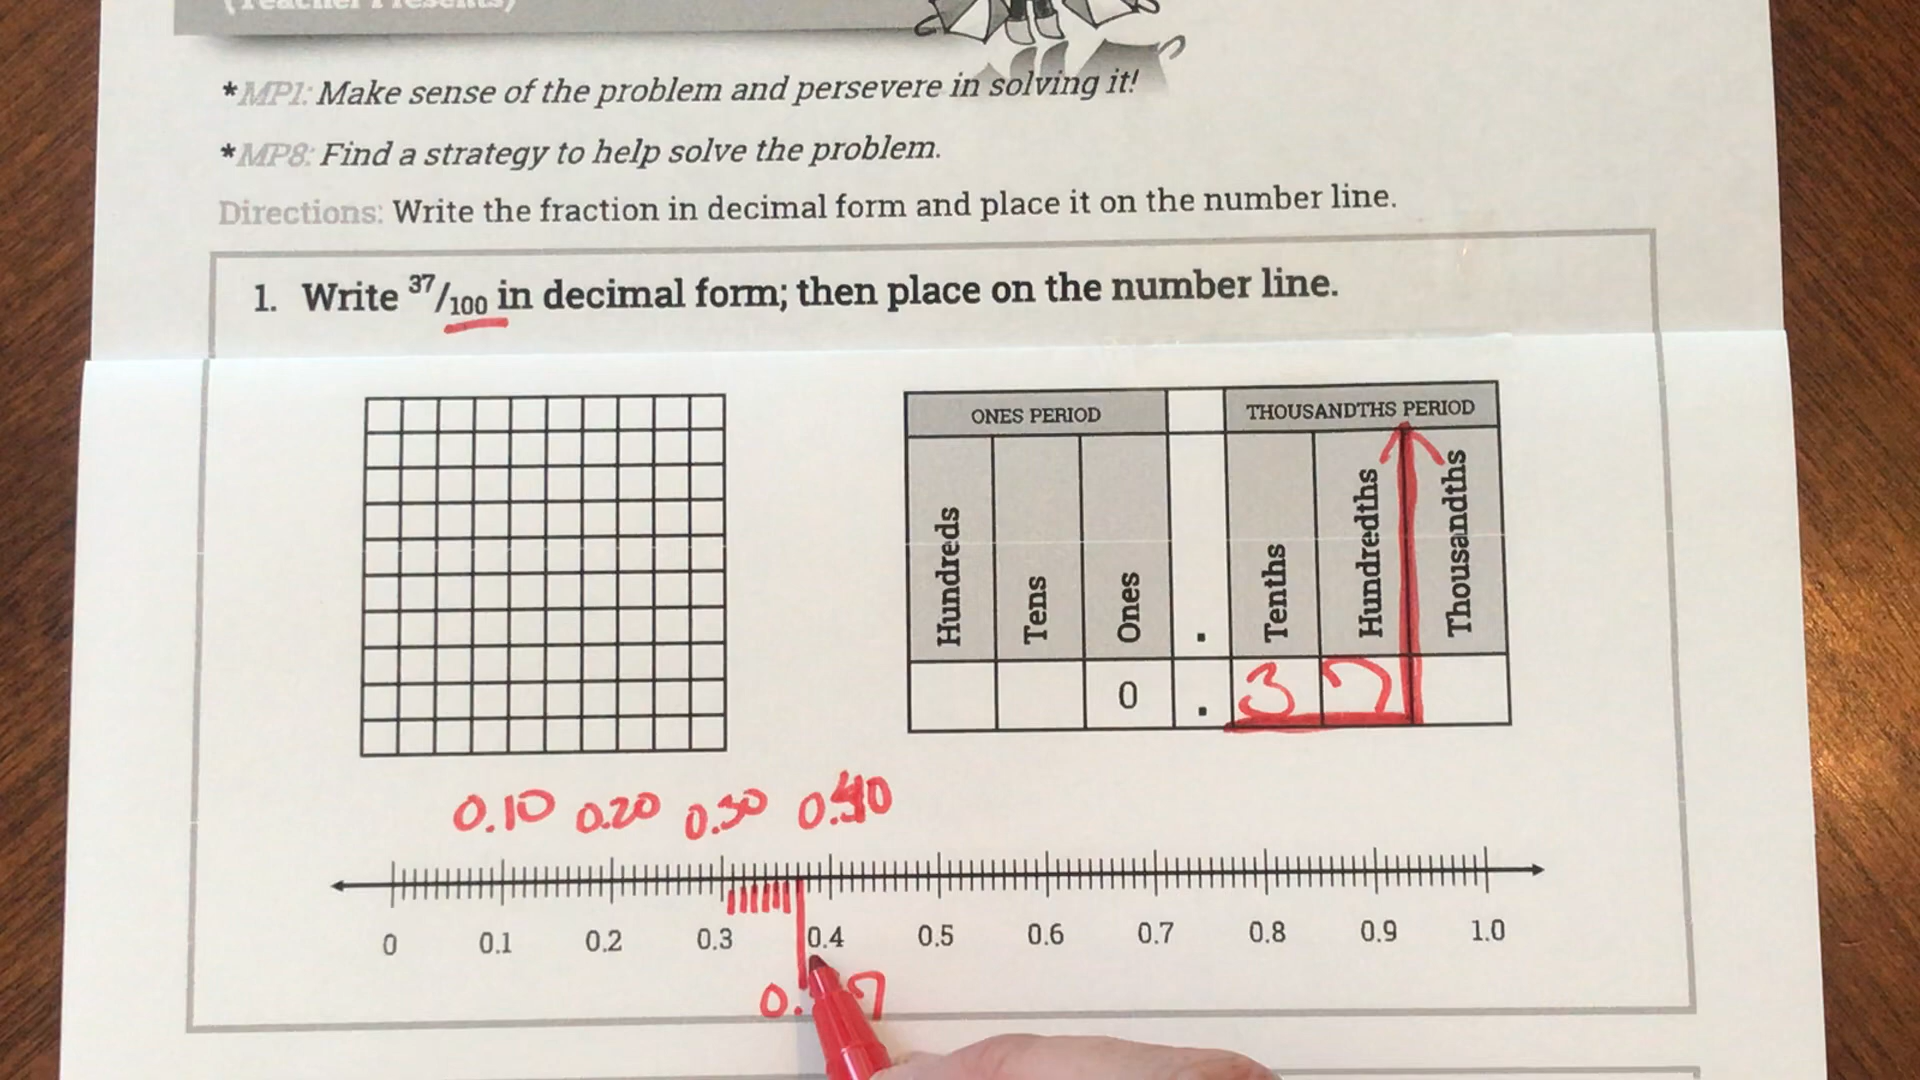 (Teacher Presents)
*MP1: Make sense of the problem and persevere in solving it!
*MP8: Find a strategy to help solve the problem.
Directions: Write the fraction in decimal form and place it on the number line.
1. Write 37/100 in decimal form; then place on the number line.
ONES PERIOD THOUSANDTHS PERIOD
Hundreds Tens Ones . Tenths Hundredths Thousandths
0 . 3 7
0.10 0.20 0.30 0.40
0 0.1 0.2 0.3 0.4 0.5 0.6 0.7 0.8 0.9 1.0